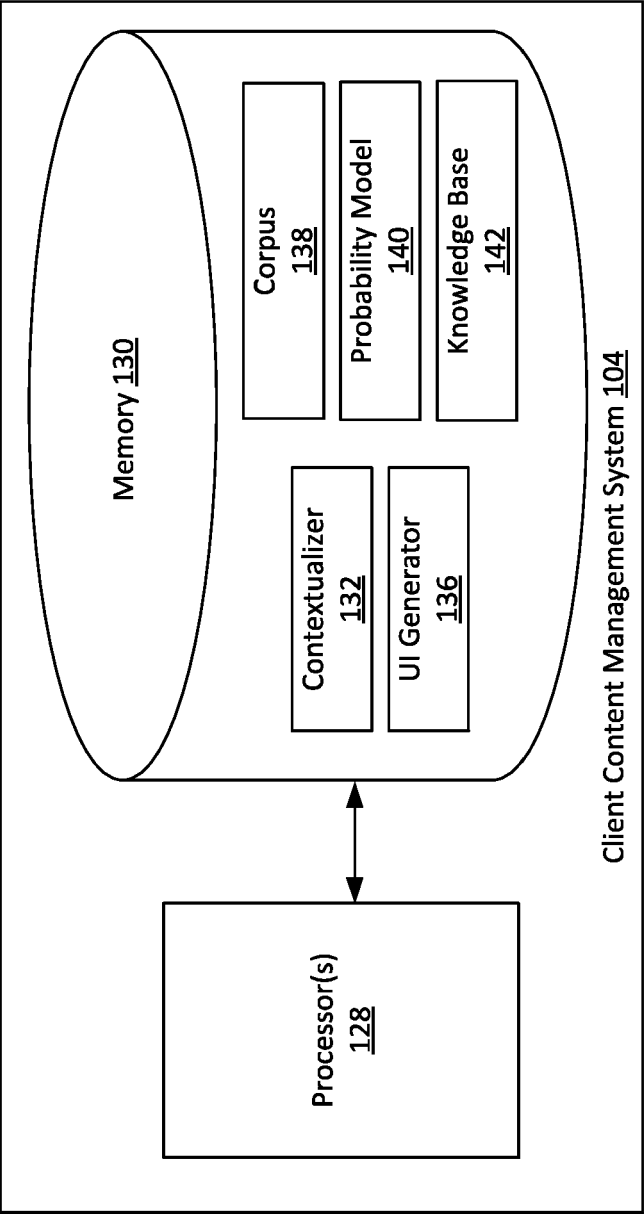 Memory 130
Contextualizer
132
UI Generator
136
Corpus
138
Probability Model
140
Knowledge Base
142
Processor(s)
128
Client Content Management System 104